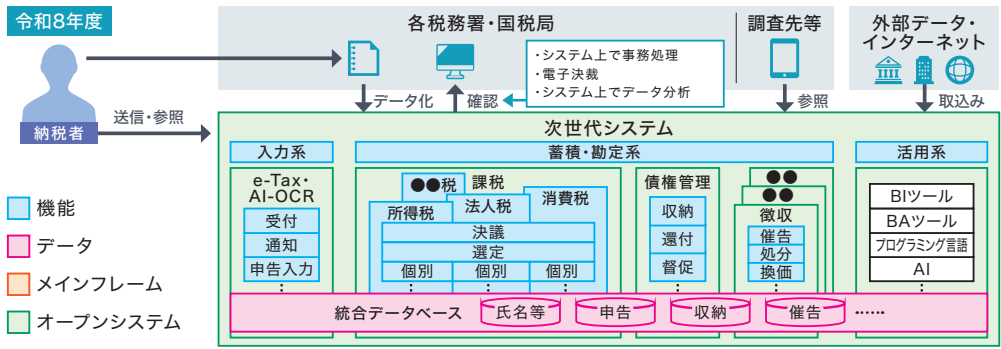 令和8年度
納税者
送信・参照
各税務署・国税局
・システム上で事務処理
・電子決裁
・システム上でデータ分析
データ化
確認
調査先等
参照
外部データ・
インターネット
取込み
次世代システム
入力系
蓄積・勘定系
活用系
e-Tax・
AI-OCR
受付
通知
申告入力
⋮
課税
●●税
所得税
法人税
消費税
決議
選定
個別
個別
個別
⋮
⋮
⋮
債権管理
収納
還付
督促
⋮
●●
●●
徴収
催告
処分
換価
⋮
BIツール
BAツール
プログラミング言語
AI
⋮
統合データベース
氏名等
申告
収納
催告
……
機能
データ
メインフレーム
オープンシステム